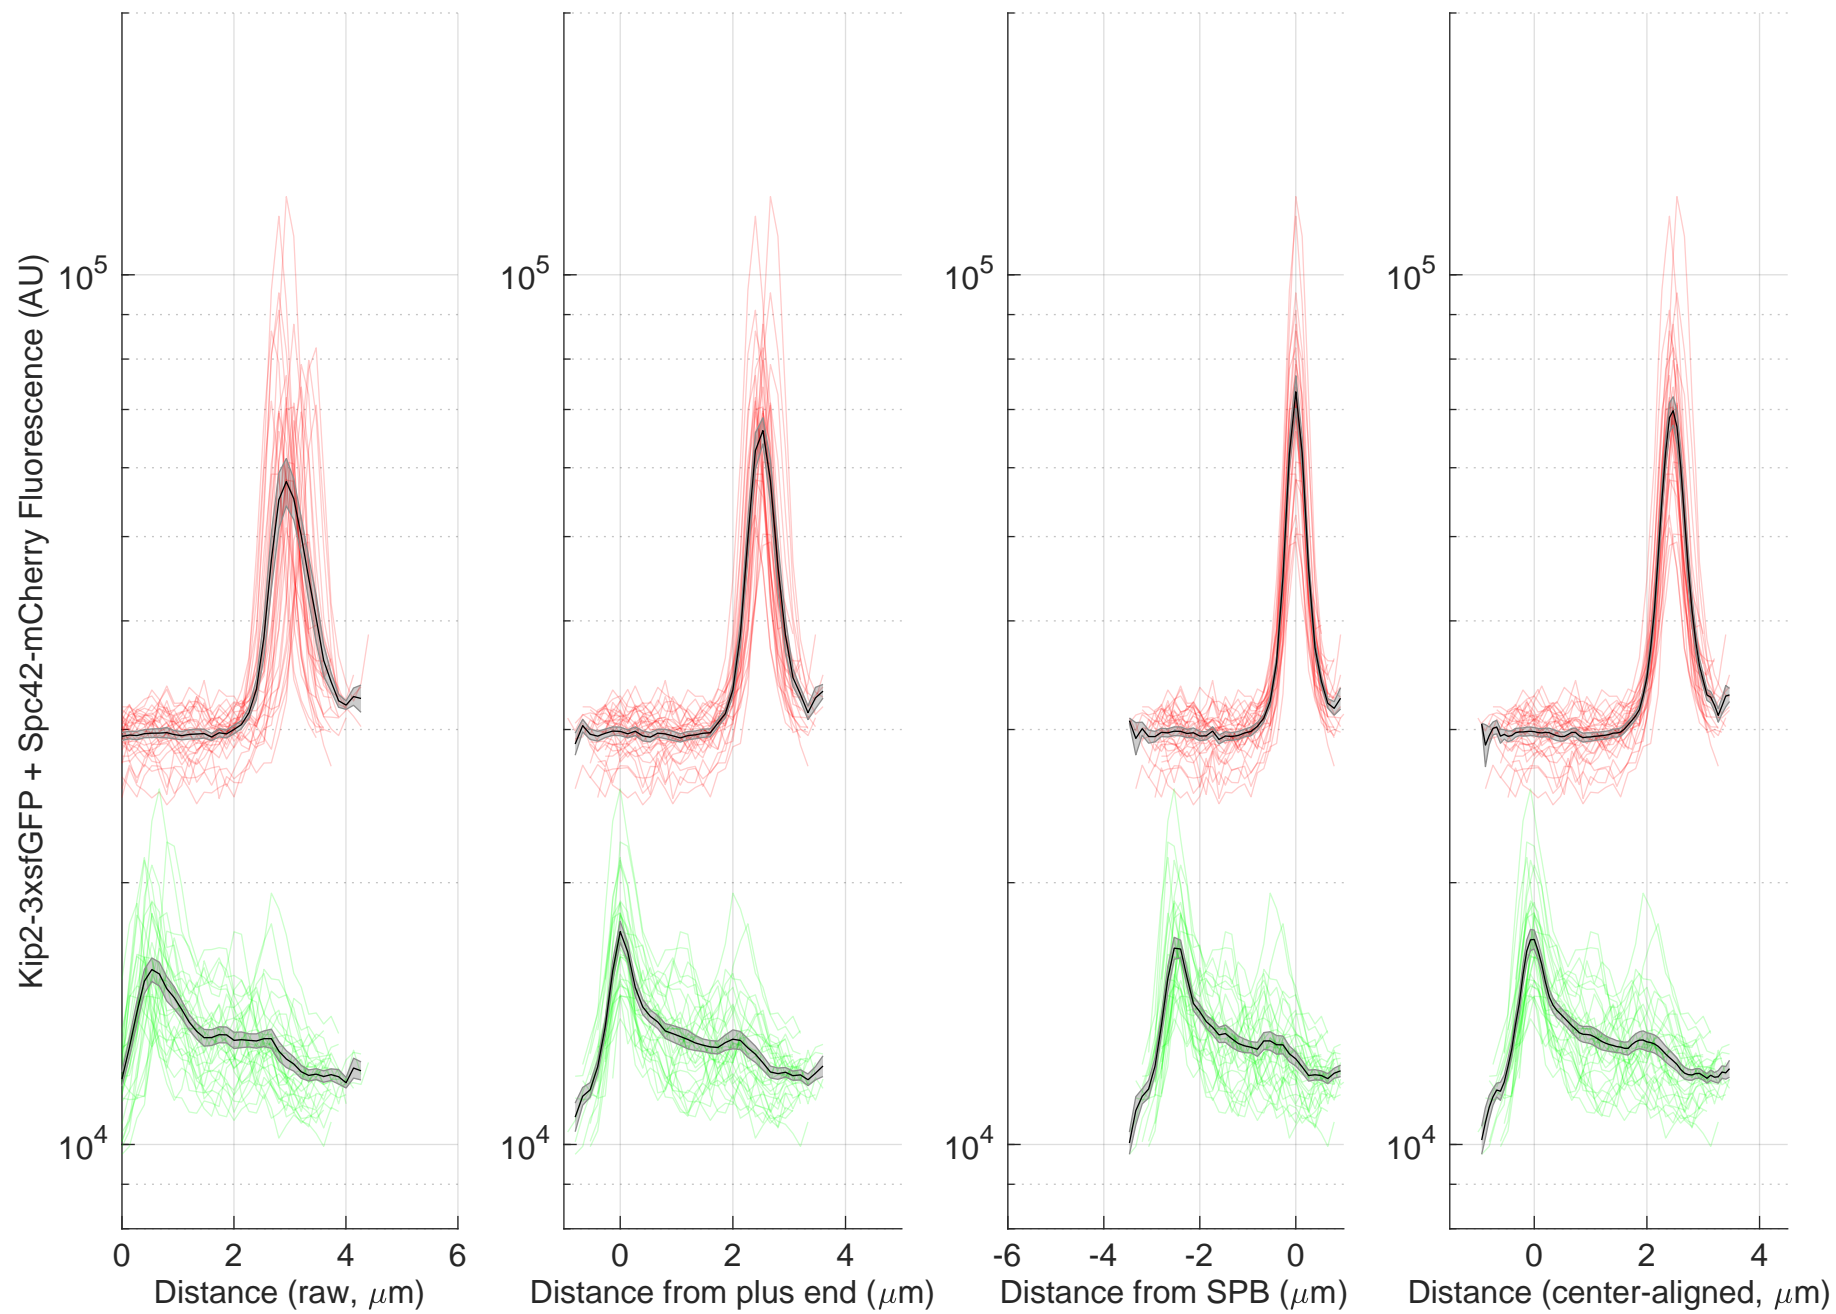 Kip2-3xsfGFP + Spc42-mCherry Fluorescence (AU)
10^5
10^4
0 2 4 6
Distance (raw, μm)
10^5
10^4
0 2 4
Distance from plus end (μm)
10^5
10^4
-6 -4 -2 0
Distance from SPB (μm)
10^5
10^4
0 2 4
Distance (center-aligned, μm)